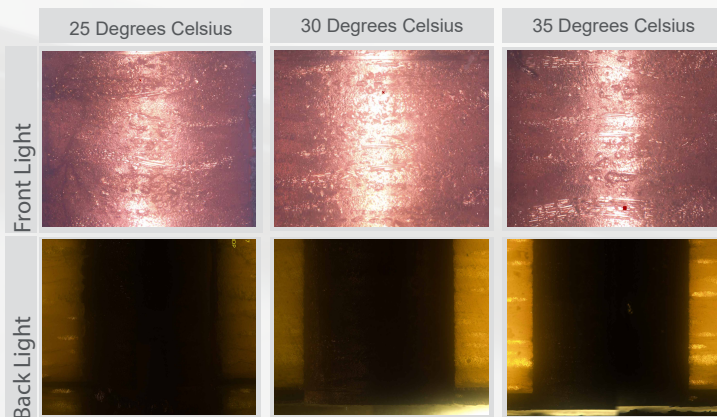 25 Degrees Celsius
30 Degrees Celsius
35 Degrees Celsius
Front Light
Back Light